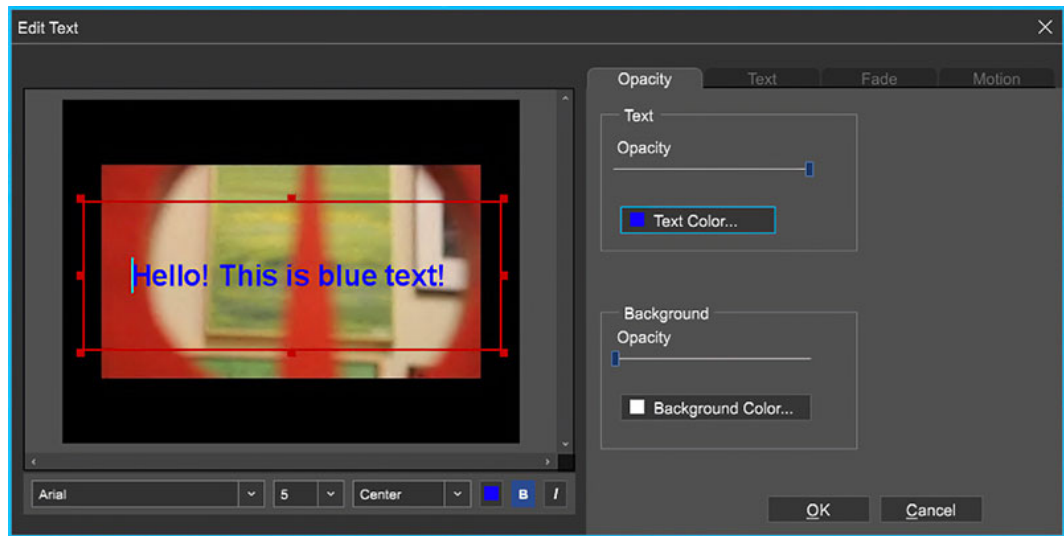 Edit Text
Opacity Text Fade Motion
Text
Opacity
Text Color...
Hello! This is blue text!
Background
Opacity
Background Color...
Arial 5 Center B I
OK Cancel